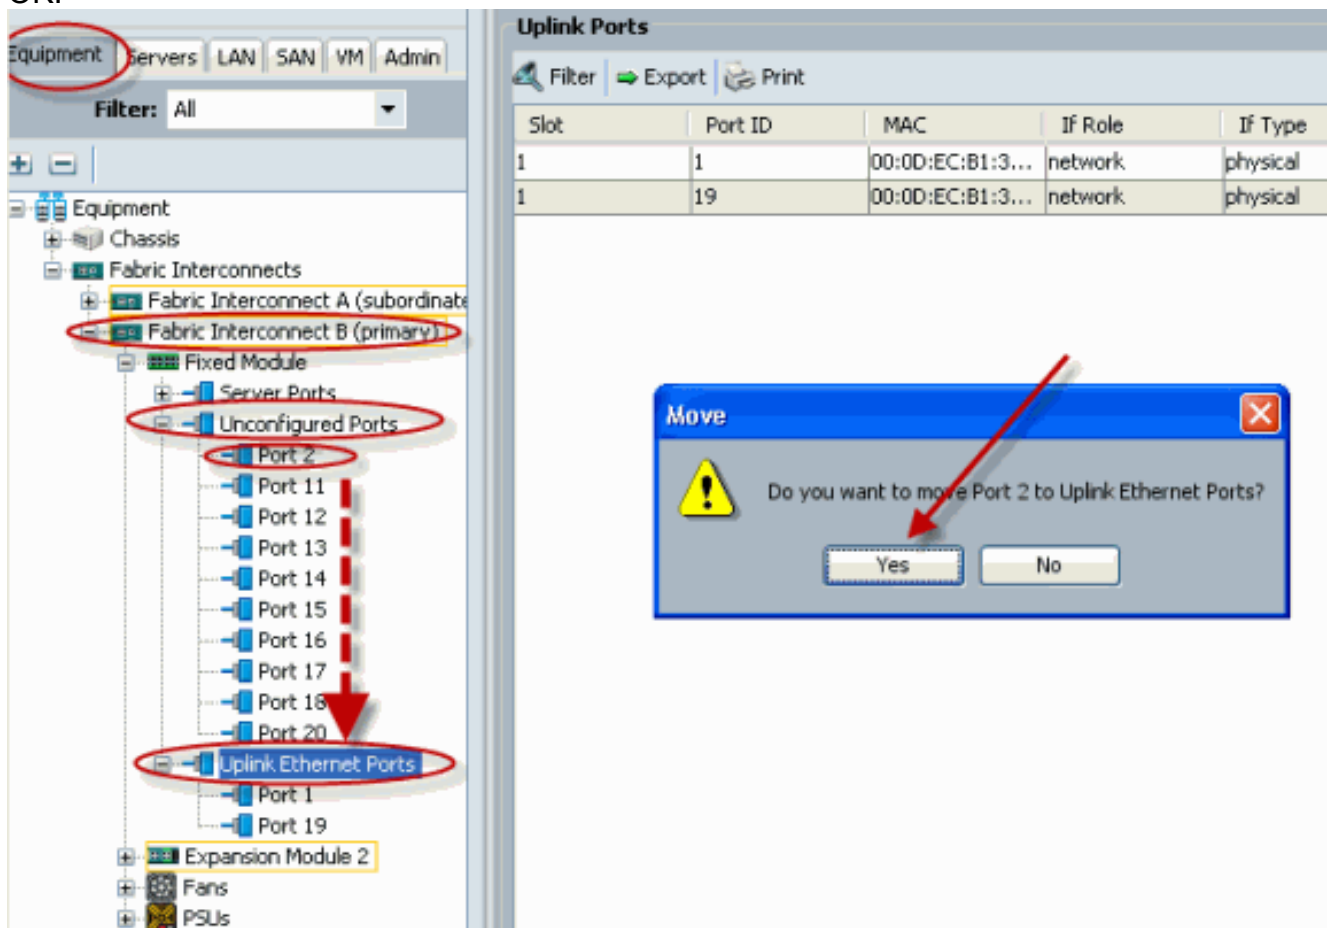 Equipment Servers LAN SAN VM Admin
Filter: All
Equipment
Chassis
Fabric Interconnects
Fabric Interconnect A (subordinate
Fabric Interconnect B (primary)
Fixed Module
Server Ports
Unconfigured Ports
Port 2
Port 11
Port 12
Port 13
Port 14
Port 15
Port 16
Port 17
Port 18
Port 20
Uplink Ethernet Ports
Port 1
Port 19
Expansion Module 2
Fans
PSUs
Uplink Ports
Filter Export Print
Slot Port ID MAC If Role If Type
1 1 00:0D:EC:B1:3... network physical
1 19 00:0D:EC:B1:3... network physical
Move
Do you want to move Port 2 to Uplink Ethernet Ports?
Yes No